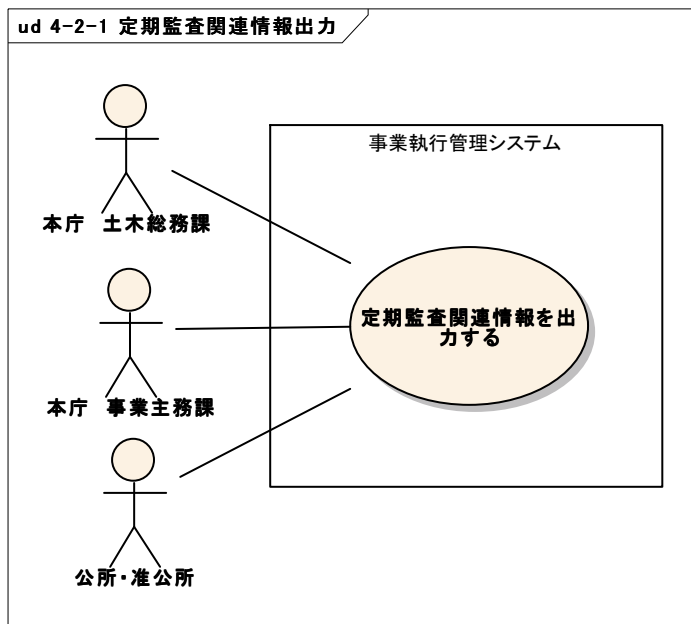 ud 4-2-1 定期監査関連情報出力
事業執行管理システム
本庁　土木総務課
定期監査関連情報を出
力する
本庁　事業主務課
公所・准公所